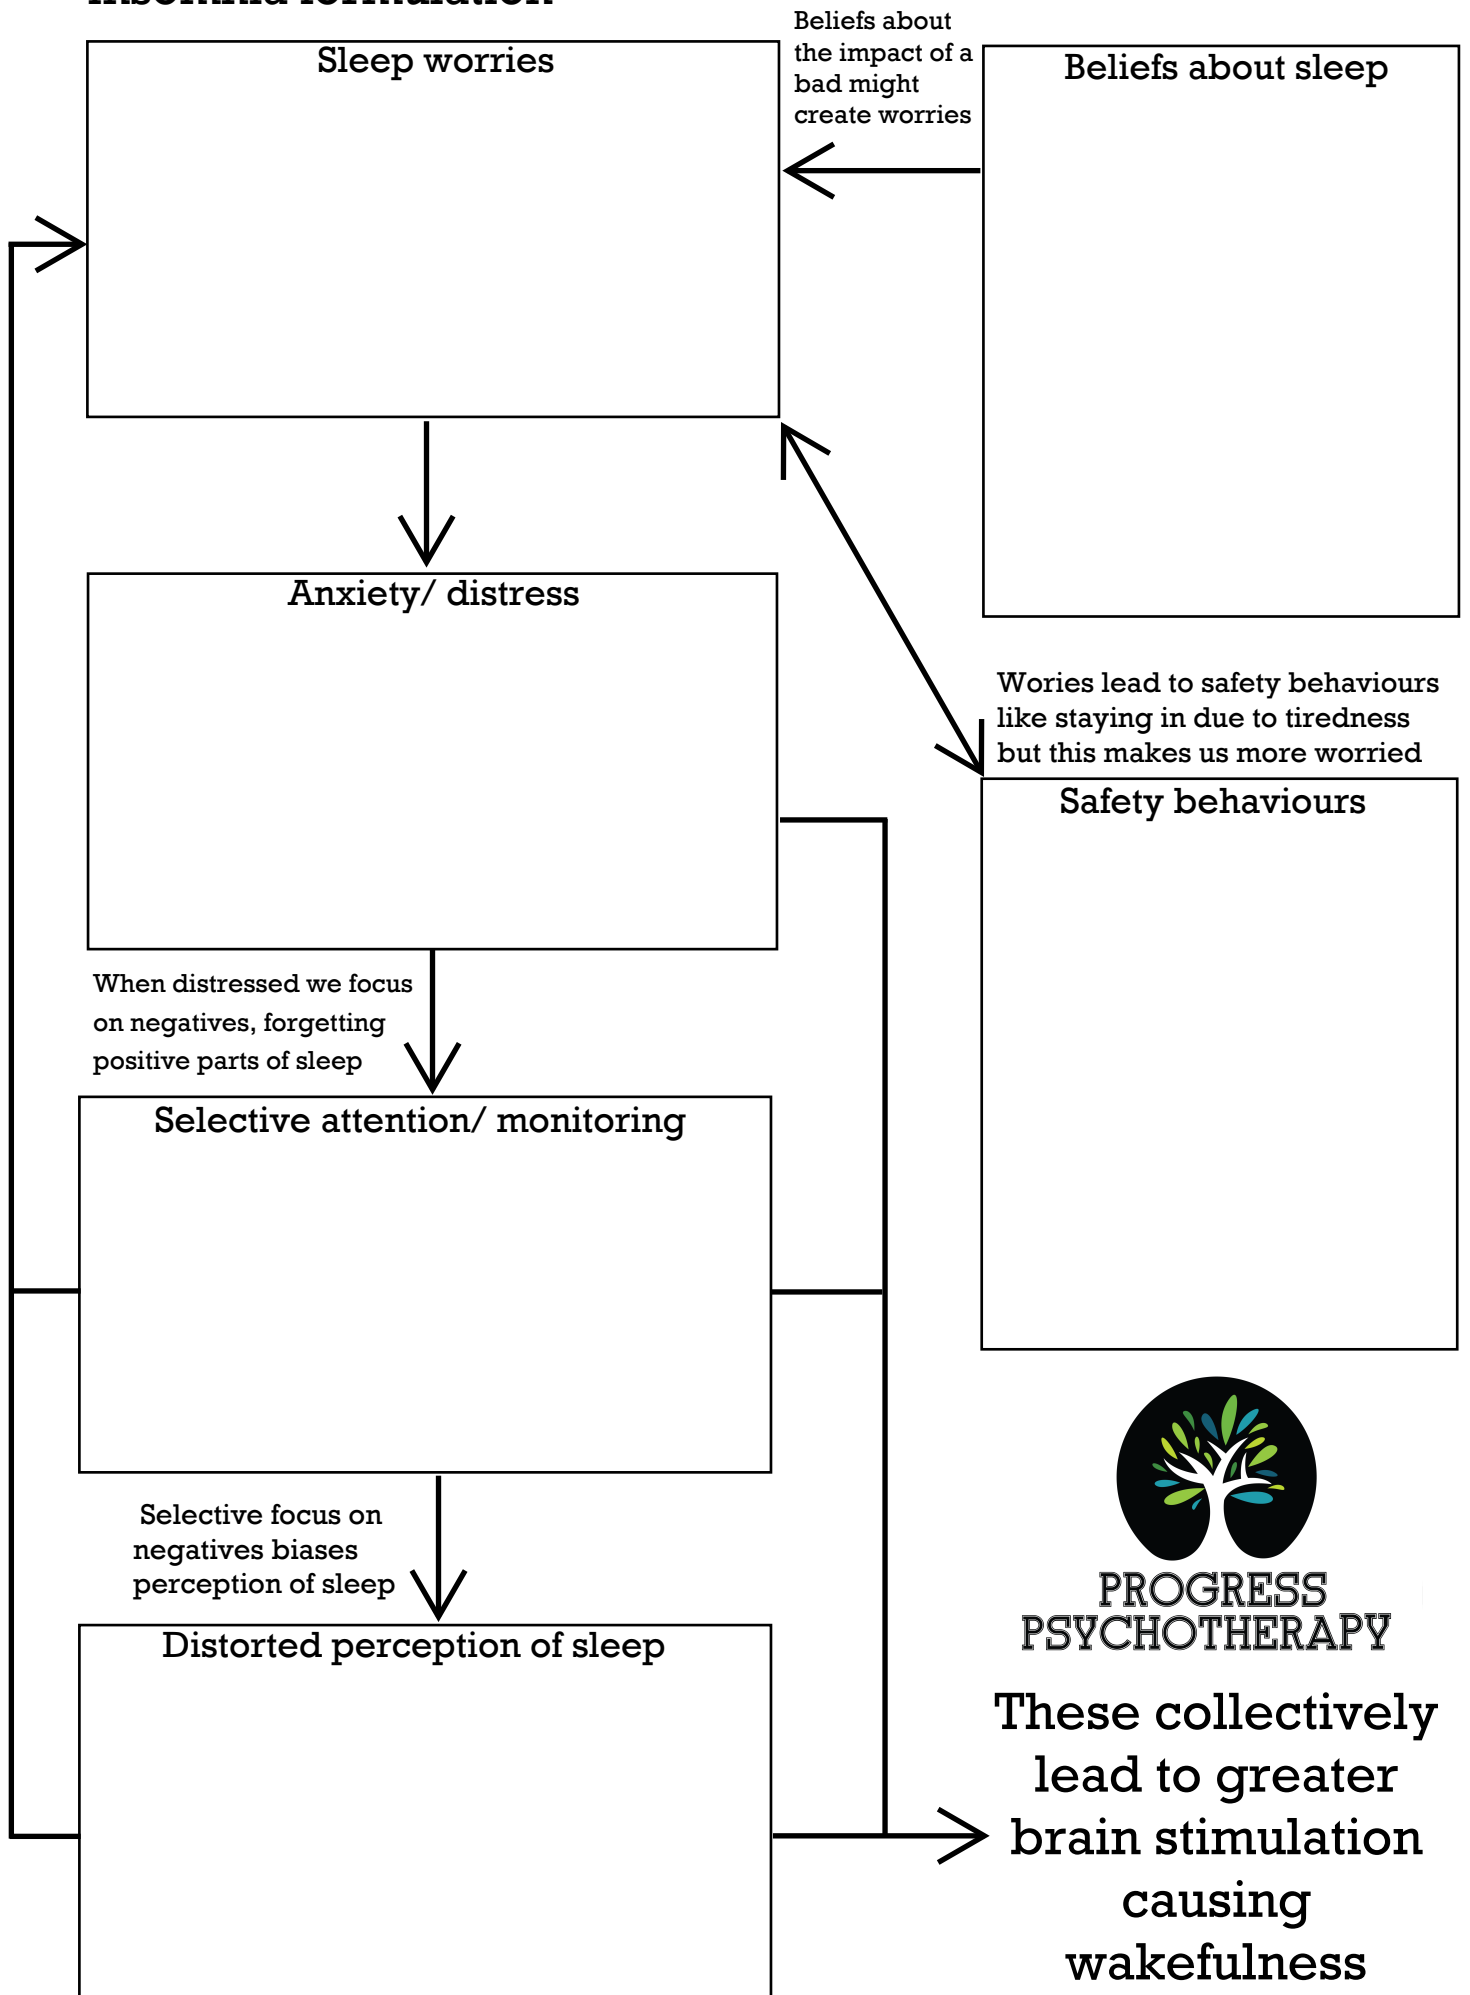 Insomnia formulation
Beliefs about
the impact of a
bad might
create worries
Sleep worries
Beliefs about sleep
Anxiety/ distress
Wories lead to safety behaviours
like staying in due to tiredness
but this makes us more worried
Safety behaviours
When distressed we focus
on negatives, forgetting
positive parts of sleep
Selective attention/ monitoring
Selective focus on
negatives biases
perception of sleep
Distorted perception of sleep
PROGRESS
PSYCHOTHERAPY
These collectively
lead to greater
brain stimulation
causing
wakefulness